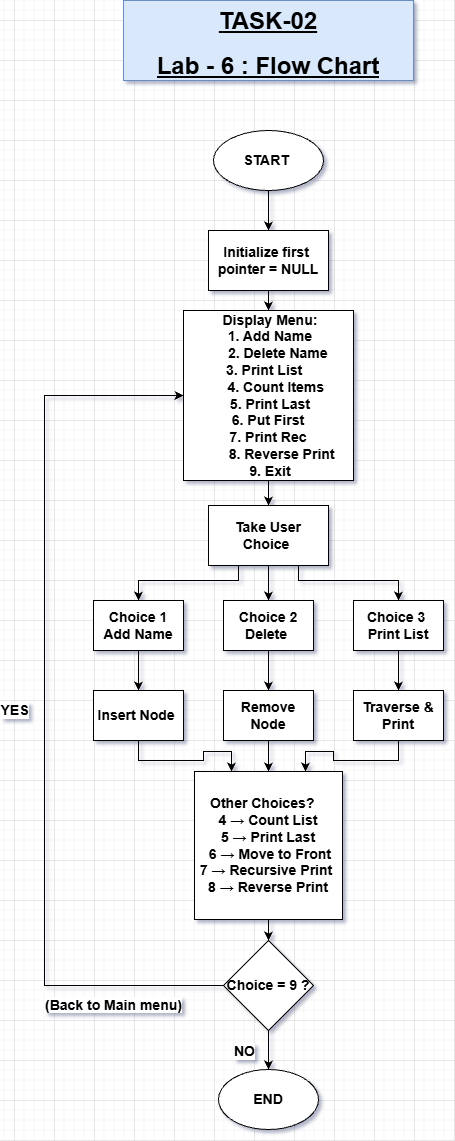 TASK-02
Lab - 6 : Flow Chart
START
Initialize first
pointer = NULL
Display Menu:
1. Add Name
2. Delete Name
3. Print List
4. Count Items
5. Print Last
6. Put First
7. Print Rec
8. Reverse Print
9. Exit
Take User
Choice
Choice 1
Add Name
Choice 2
Delete
Choice 3
Print List
Insert Node
Remove
Node
Traverse &
Print
YES
Other Choices?
4 → Count List
5 → Print Last
6 → Move to Front
7 → Recursive Print
8 → Reverse Print
Choice = 9 ?
(Back to Main menu)
NO
END